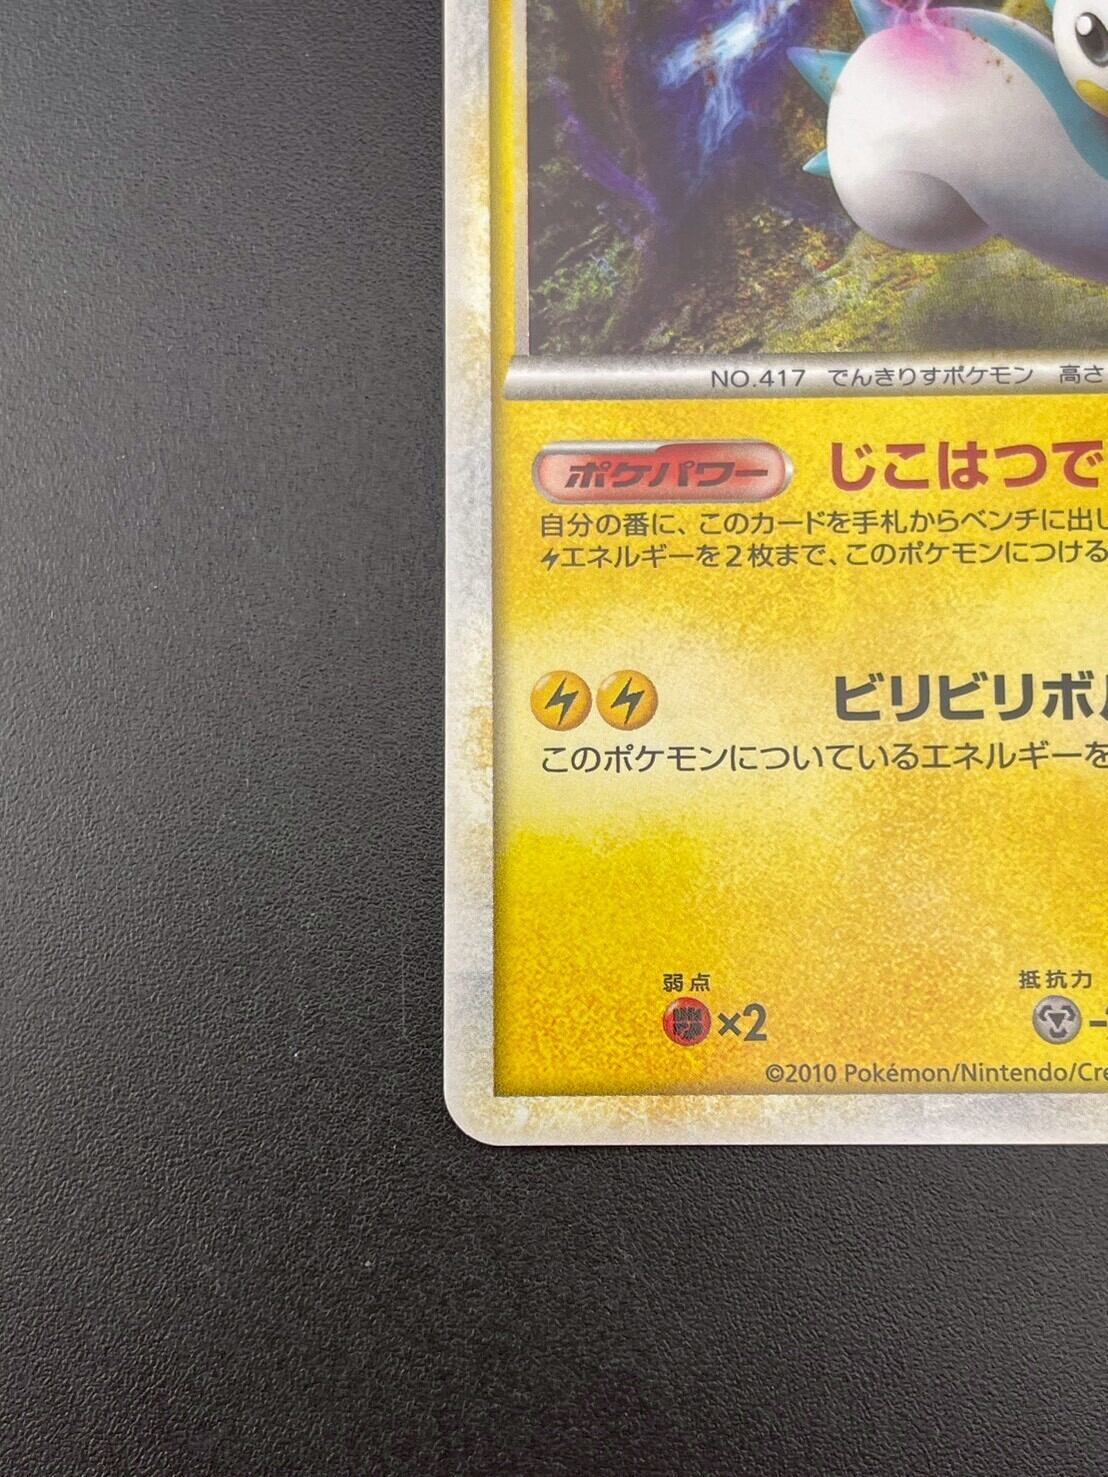 NO.417 でんきりすポケモン 高さ
ポケパワー じこはつで
自分の番に、このカードを手札からベンチに出し
エネルギーを2枚まで、このポケモンにつける
ビリビリボ
このポケモンについているエネルギーを
弱点 抵抗力
×2 -
©2010 Pokémon/Nintendo/Cre